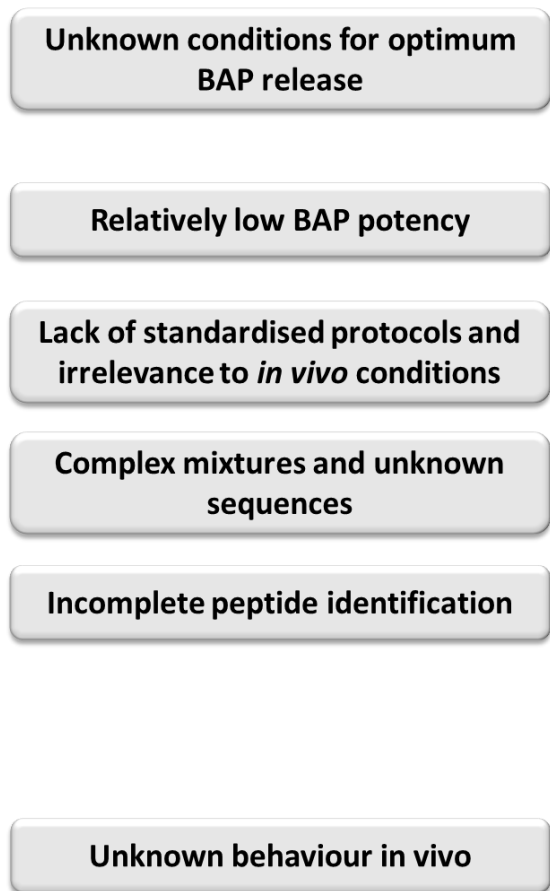 Unknown conditions for optimum
BAP release
Relatively low BAP potency
Lack of standardised protocols and
irrelevance to in vivo conditions
Complex mixtures and unknown
sequences
Incomplete peptide identification
Unknown behaviour in vivo